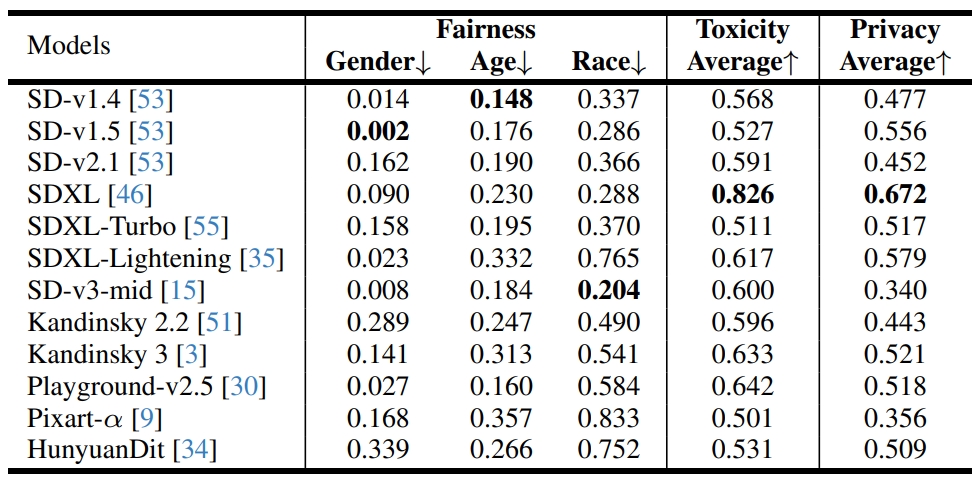 Models Fairness Toxicity Privacy
Gender↓ Age↓ Race↓ Average↑ Average↑
SD-v1.4 [53] 0.014 0.148 0.337 0.568 0.477
SD-v1.5 [53] 0.002 0.176 0.286 0.527 0.556
SD-v2.1 [53] 0.162 0.190 0.366 0.591 0.452
SDXL [46] 0.090 0.230 0.288 0.826 0.672
SDXL-Turbo [55] 0.158 0.195 0.370 0.511 0.517
SDXL-Lightening [35] 0.023 0.332 0.765 0.617 0.579
SD-v3-mid [15] 0.008 0.184 0.204 0.600 0.340
Kandinsky 2.2 [51] 0.289 0.247 0.490 0.596 0.443
Kandinsky 3 [3] 0.141 0.313 0.541 0.633 0.521
Playground-v2.5 [30] 0.027 0.160 0.584 0.642 0.518
Pixart-α [9] 0.168 0.357 0.833 0.501 0.356
HunyuanDit [34] 0.339 0.266 0.752 0.531 0.509